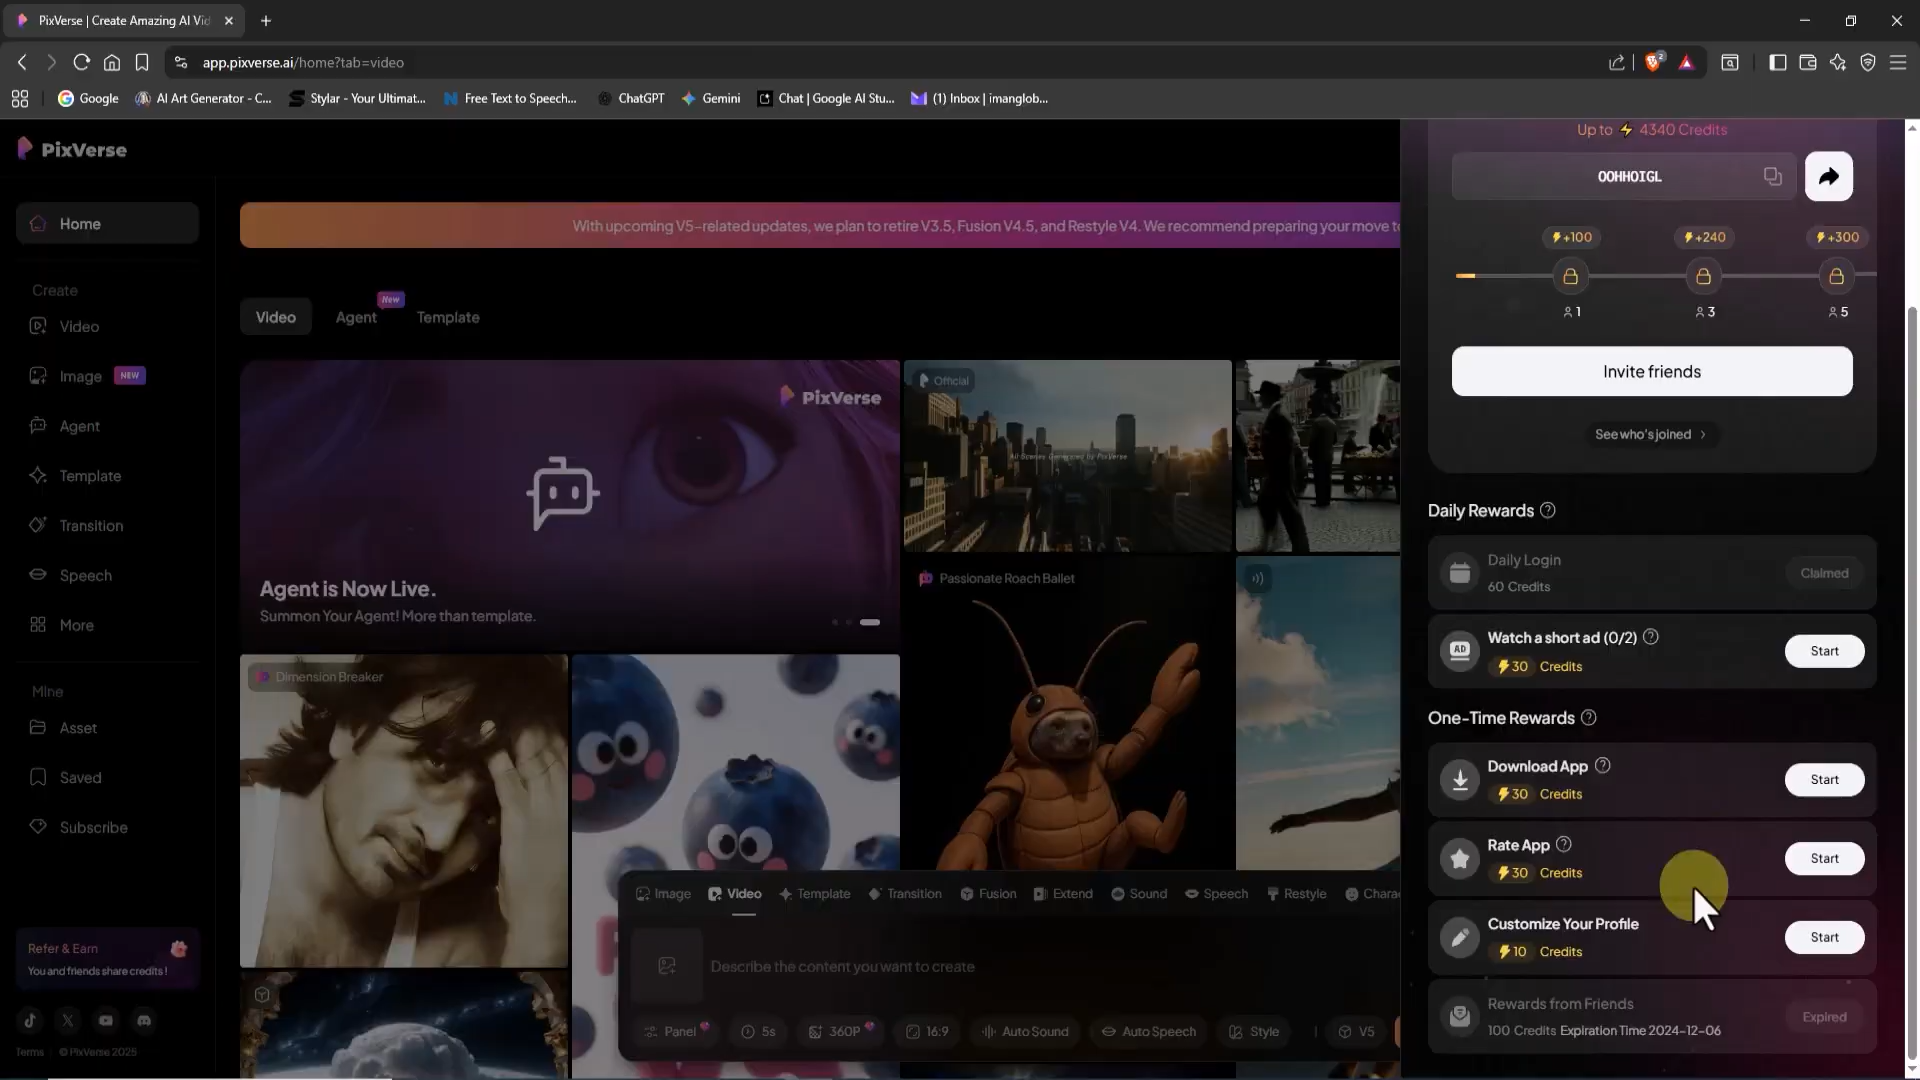 PixVerse | Create Amazing AI Vid
app.pixverse.ai/home?tab=video
Google
AI Art Generator - C...
Stylar - Your Ultimat...
Free Text to Speech...
ChatGPT
Gemini
Chat | Google AI Stu...
(1) Inbox | imanglob...
PixVerse
Home
Create
Video
Image
NEW
Agent
Template
Transition
Speech
More
Mine
Asset
Saved
Subscribe
Refer & Earn
You and friends share credits !
Terms
© PixVerse 2025
With upcoming V5-related updates, we plan to retire V3.5, Fusion V4.5, and Restyle V4. We recommend preparing your move to
Video
Agent
New
Template
PixVerse
Agent is Now Live.
Summon Your Agent! More than template.
Official
All Scenes Generated by PixVerse
Passionate Roach Ballet
Dimension Breaker
Image
Video
Template
Transition
Fusion
Extend
Sound
Speech
Restyle
Charac
Describe the content you want to create
Panel
5s
360P
16:9
Auto Sound
Auto Speech
Style
V5
Up to 4340 Credits
OOHHOIGL
+100
+240
+300
1
3
5
Invite friends
See who's joined >
Daily Rewards
Daily Login
60 Credits
Claimed
Watch a short ad (0/2)
AD
30 Credits
Start
One-Time Rewards
Download App
30 Credits
Start
Rate App
30 Credits
Start
Customize Your Profile
10 Credits
Start
Rewards from Friends
100 Credits Expiration Time 2024-12-06
Expired